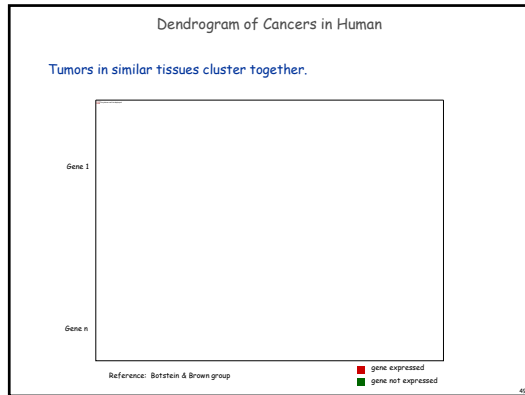 Dendrogram of Cancers in Human
Tumors in similar tissues cluster together.
Gene 1
Gene n
Reference: Botstein & Brown group
gene expressed
gene not expressed
49